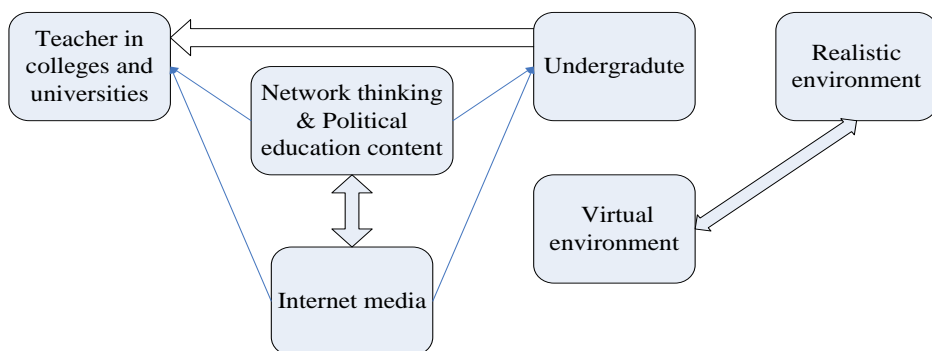 Teacher in
colleges and
universities
Network thinking
& Political
education content
Undergradute
Realistic
environment
Virtual
environment
Internet media